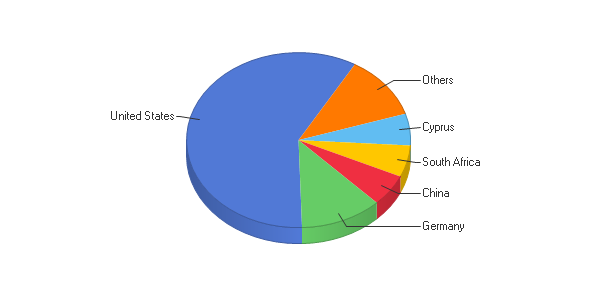 Others
United States
Cyprus
South Africa
China
Germany